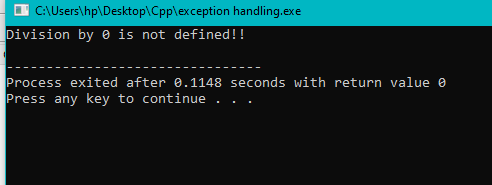 C:\Users\hp\Desktop\Cpp\exception handling.exe
Division by 0 is not defined!!
--------------------------------
Process exited after 0.1148 seconds with return value 0
Press any key to continue . . .